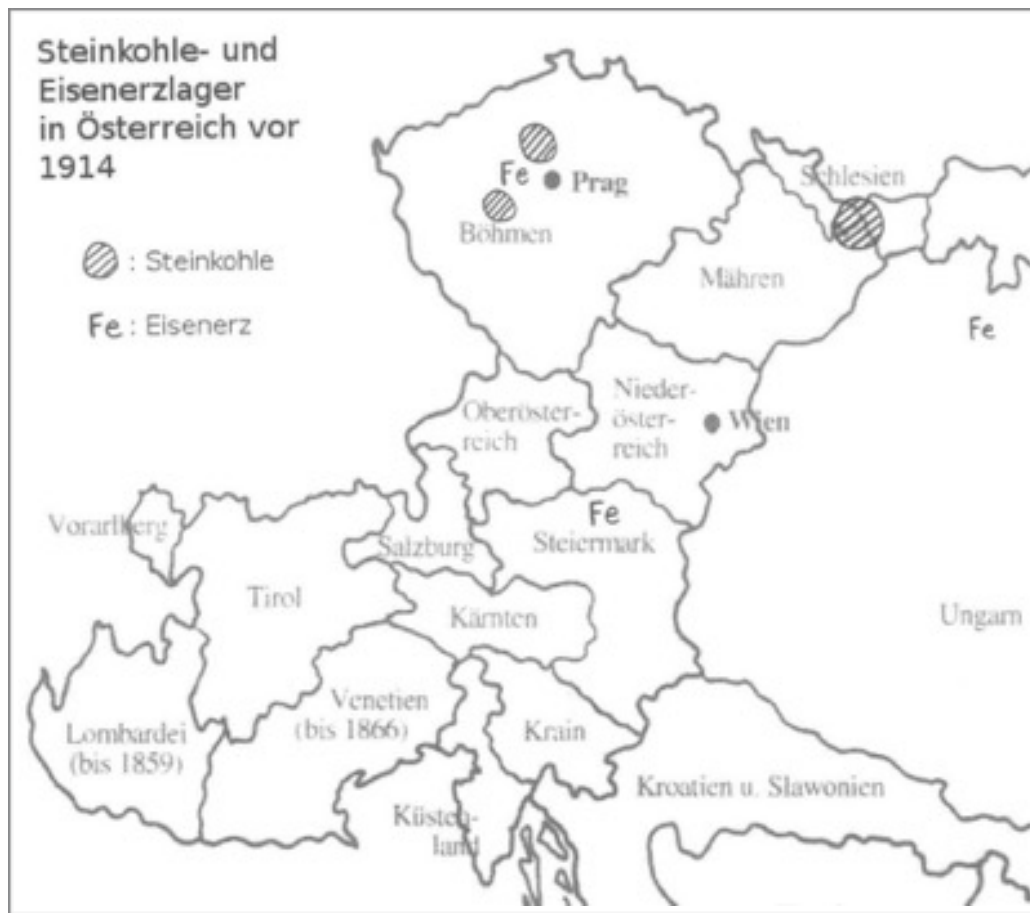 Steinkohle- und
Eisenerzlager
in Österreich vor
1914
: Steinkohle
Fe : Eisenerz
Fe
Prag
Böhmen
Schlesien
Mähren
Fe
Oberöster-
reich
Nieder-
öster-
reich
Wien
Vorarlberg
Fe
Steiermark
Salzburg
Tirol
Kärnten
Ungarn
Venetien
(bis 1866)
Lombardei
(bis 1859)
Krain
Kroatien u. Slawonien
Küsten-
land